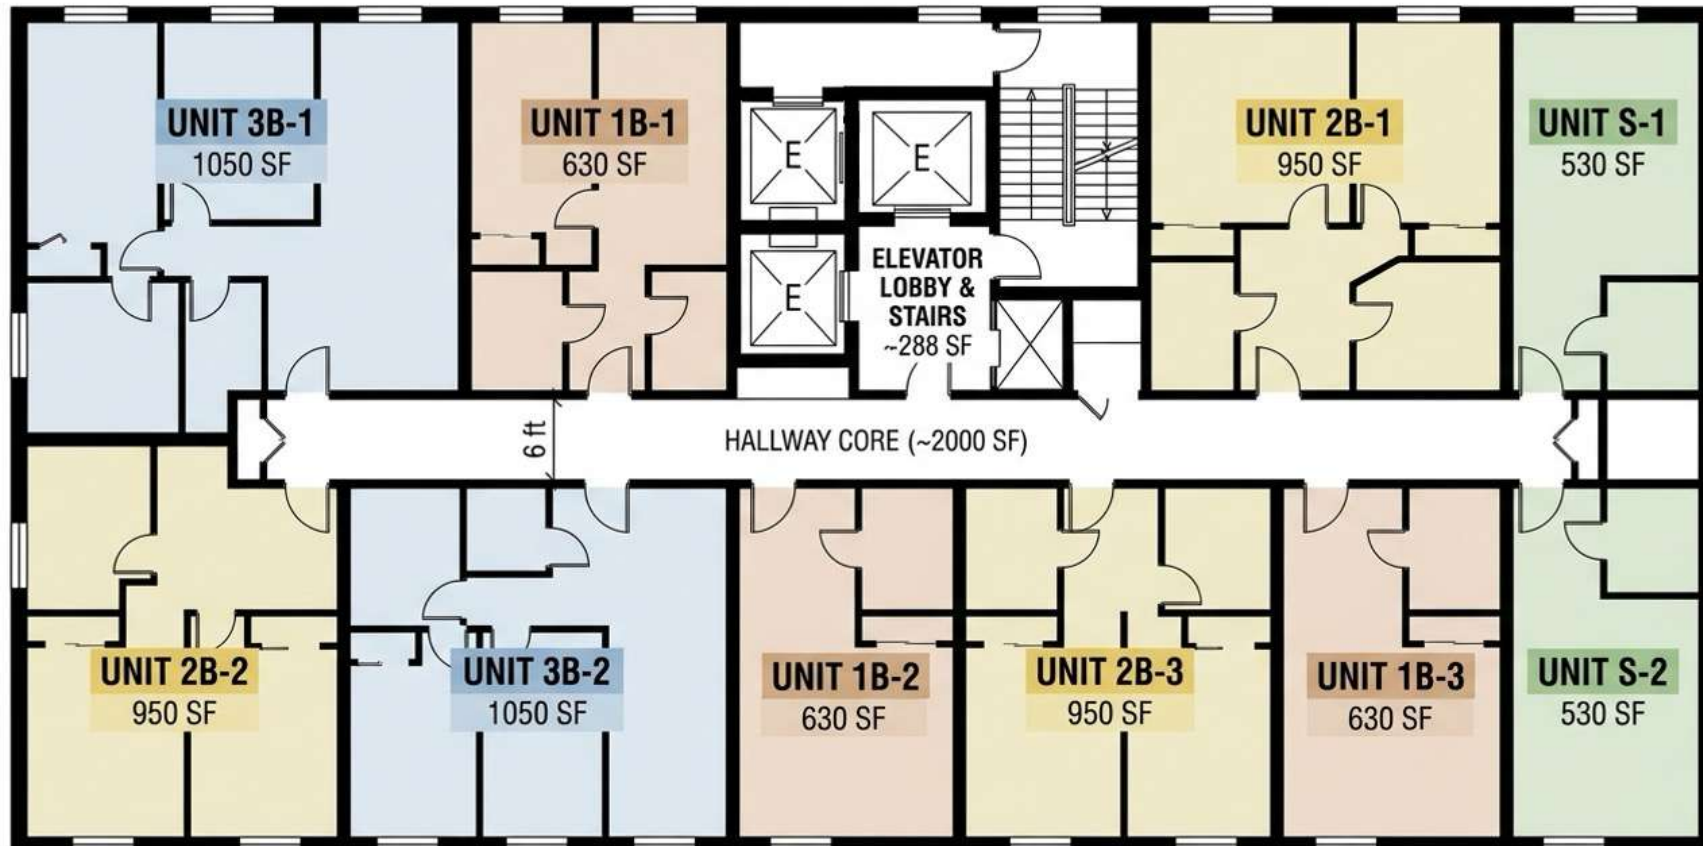 UNIT 3B-1
1050 SF
UNIT 1B-1
630 SF
E
E
E
ELEVATOR
LOBBY &
STAIRS
~288 SF
UNIT 2B-1
950 SF
UNIT S-1
530 SF
6 ft
HALLWAY CORE (~2000 SF)
UNIT 2B-2
950 SF
UNIT 3B-2
1050 SF
UNIT 1B-2
630 SF
UNIT 2B-3
950 SF
UNIT 1B-3
630 SF
UNIT S-2
530 SF